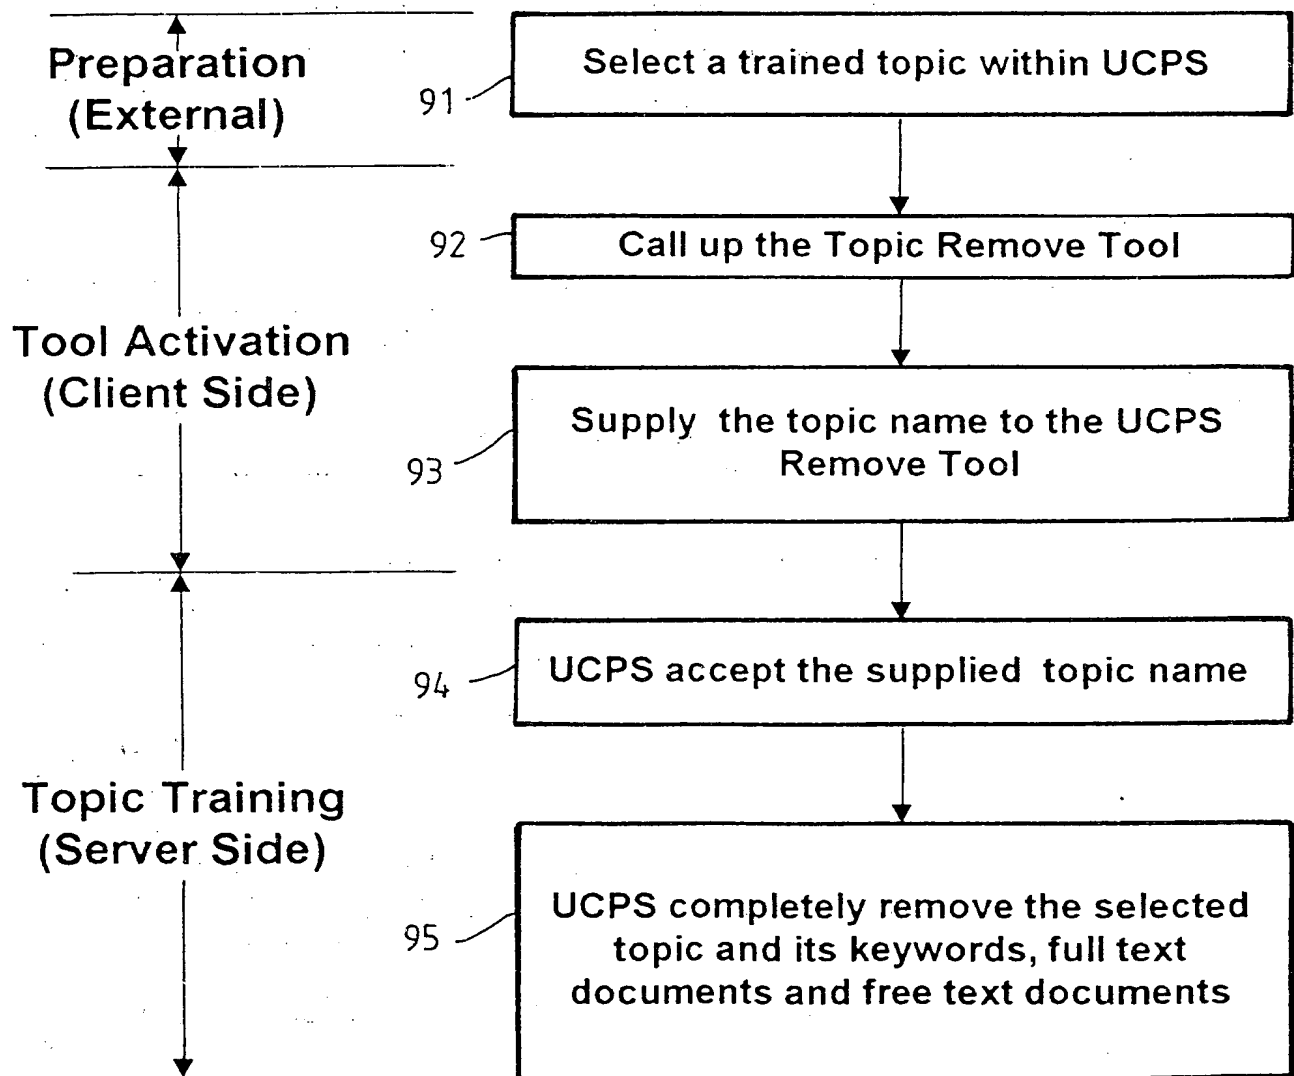 Preparation
(External)
91
Select a trained topic within UCPS
92
Call up the Topic Remove Tool
Tool Activation
(Client Side)
93
Supply the topic name to the UCPS
Remove Tool
94
UCPS accept the supplied topic name
Topic Training
(Server Side)
95
UCPS completely remove the selected
topic and its keywords, full text
documents and free text documents